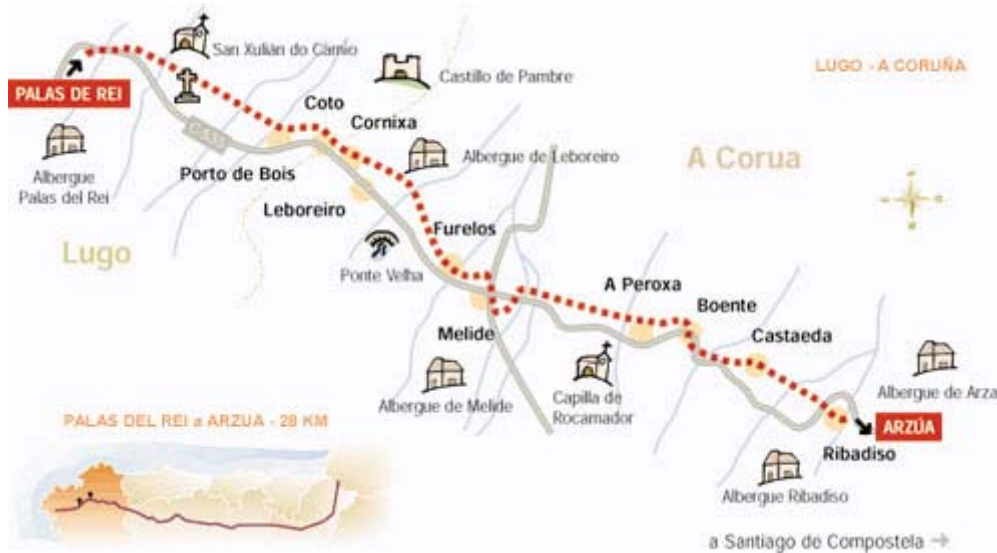 San Xulián do Camio
Castillo de Pambre
LUGO - A CORUÑA
PALAS DE REI
Coto
Cornixa
Albergue de Leboreiro
A Corua
Albergue
Palas del Rei
Porto de Bois
Leboreiro
Lugo
Furelos
Ponte Velha
A Peroxa
Boente
Melide
Castaeda
Albergue de Melide
Capilla de
Rocamador
Albergue de Arza
PALAS DEL REI a ARZUA - 28 KM
ARZÚA
Ribadiso
Albergue Ribadiso
a Santiago de Compostela